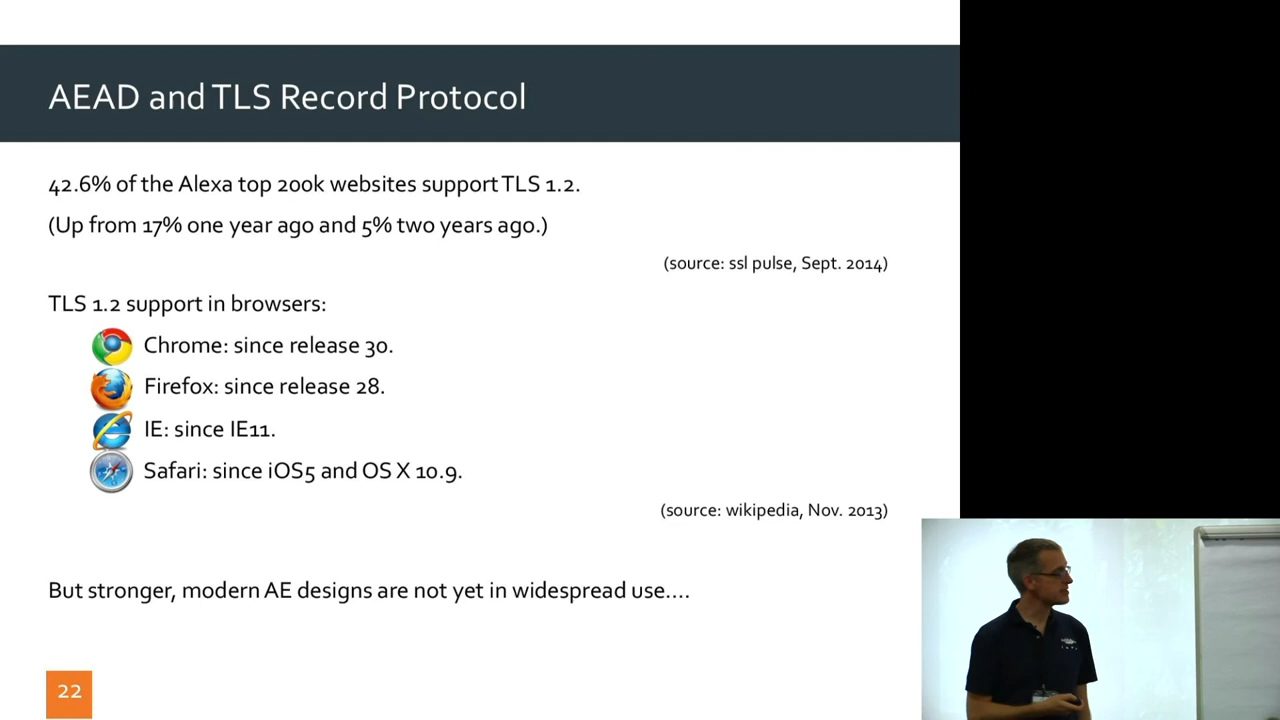 AEAD and TLS Record Protocol
42.6% of the Alexa top 200k websites support TLS 1.2.
(Up from 17% one year ago and 5% two years ago.)
(source: ssl pulse, Sept. 2014)
TLS 1.2 support in browsers:
Chrome: since release 30.
Firefox: since release 28.
IE: since IE11.
Safari: since iOS5 and OS X 10.9.
(source: wikipedia, Nov. 2013)
But stronger, modern AE designs are not yet in widespread use....
22